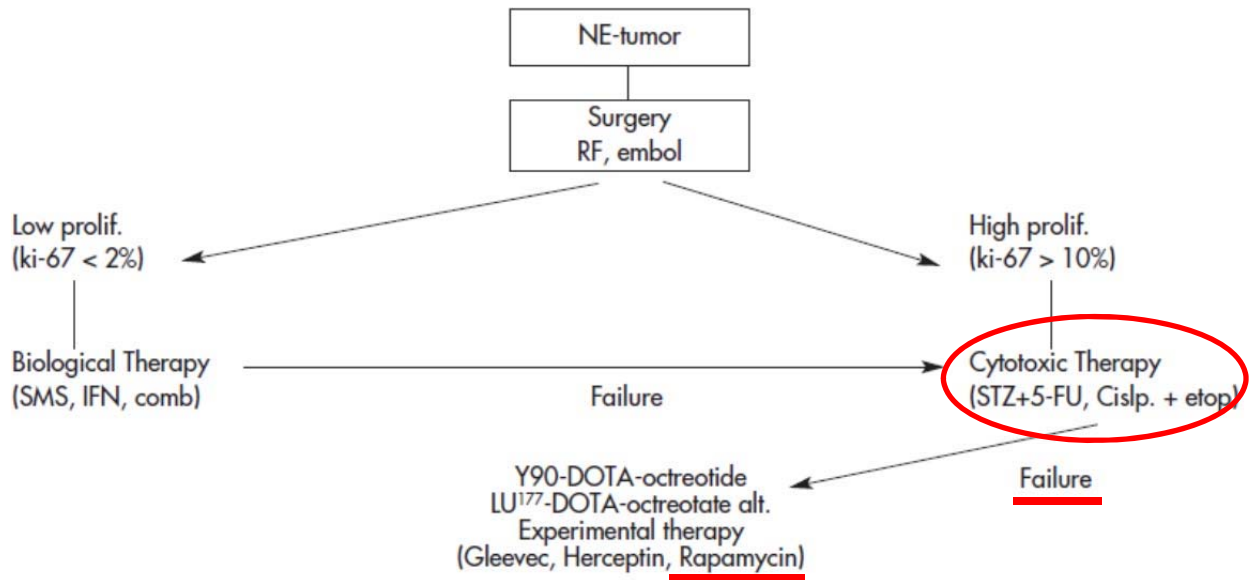 NE-tumor
Surgery
RF, embol
Low prolif.
(ki-67 < 2%)
High prolif.
(ki-67 > 10%)
Biological Therapy
(SMS, IFN, comb)
Failure
Cytotoxic Therapy
(STZ+5-FU, Cislp. + etop)
Failure
Y90-DOTA-octreotide
LU¹⁷⁷-DOTA-octreotate alt.
Experimental therapy
(Gleevec, Herceptin, Rapamycin)